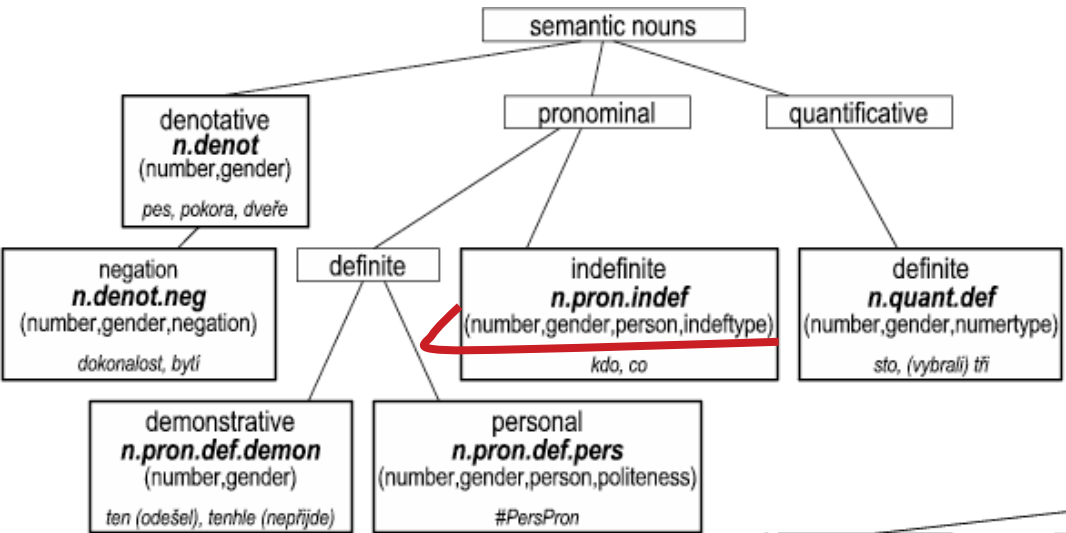 semantic nouns
denotative
n.denot
(number,gender)
pes, pokora, dveře
pronominal
quantificative
negation
n.denot.neg
(number,gender,negation)
dokonalost, bytí
definite
indefinite
n.pron.indef
(number,gender,person,indeftype)
kdo, co
definite
n.quant.def
(number,gender,numertype)
sto, (vybrali) tři
demonstrative
n.pron.def.demon
(number,gender)
ten (odešel), tenhle (nepřijde)
personal
n.pron.def.pers
(number,gender,person,politeness)
#PersPron